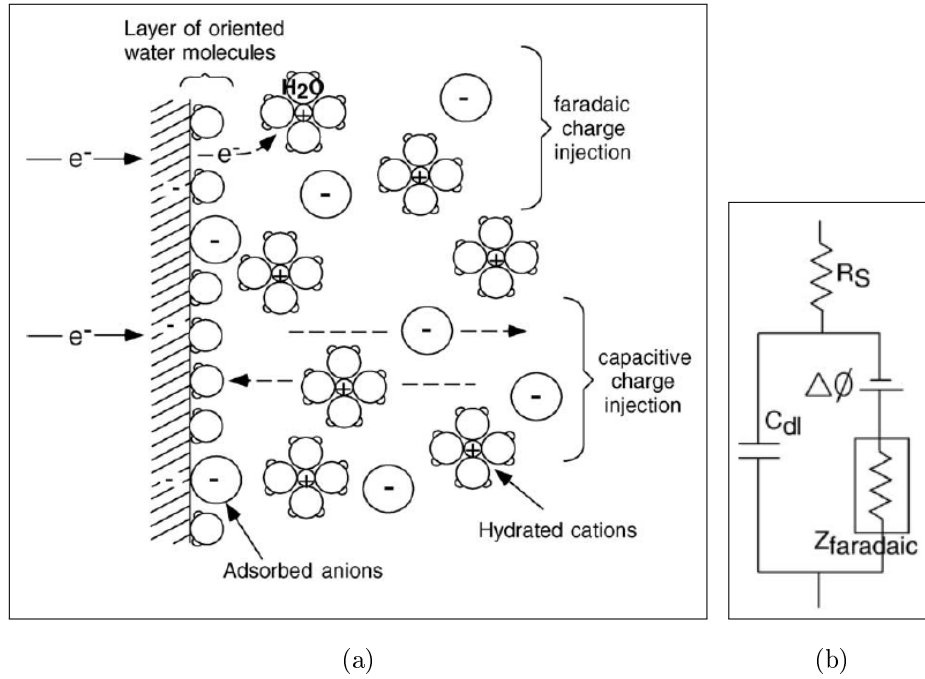 Layer of oriented
water molecules
H2O
+
-
faradaic
charge
injection
e-
e-
+
-
-
-
-
+
+
e-
-
-
capacitive
charge
injection
+
-
-
-
+
+
-
Hydrated cations
Adsorbed anions
RS
Δø
Cdl
Zfaradaic
(a)
(b)